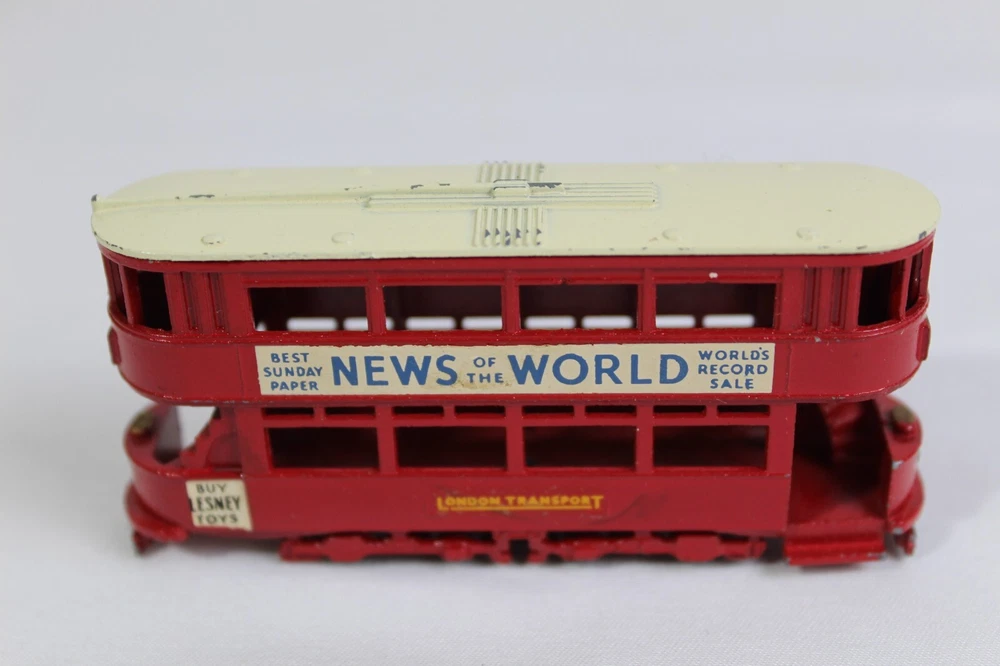 BEST
SUNDAY
PAPER
NEWS OF THE WORLD
WORLD'S
RECORD
SALE
BUY
LESNEY
TOYS
LONDON TRANSPORT